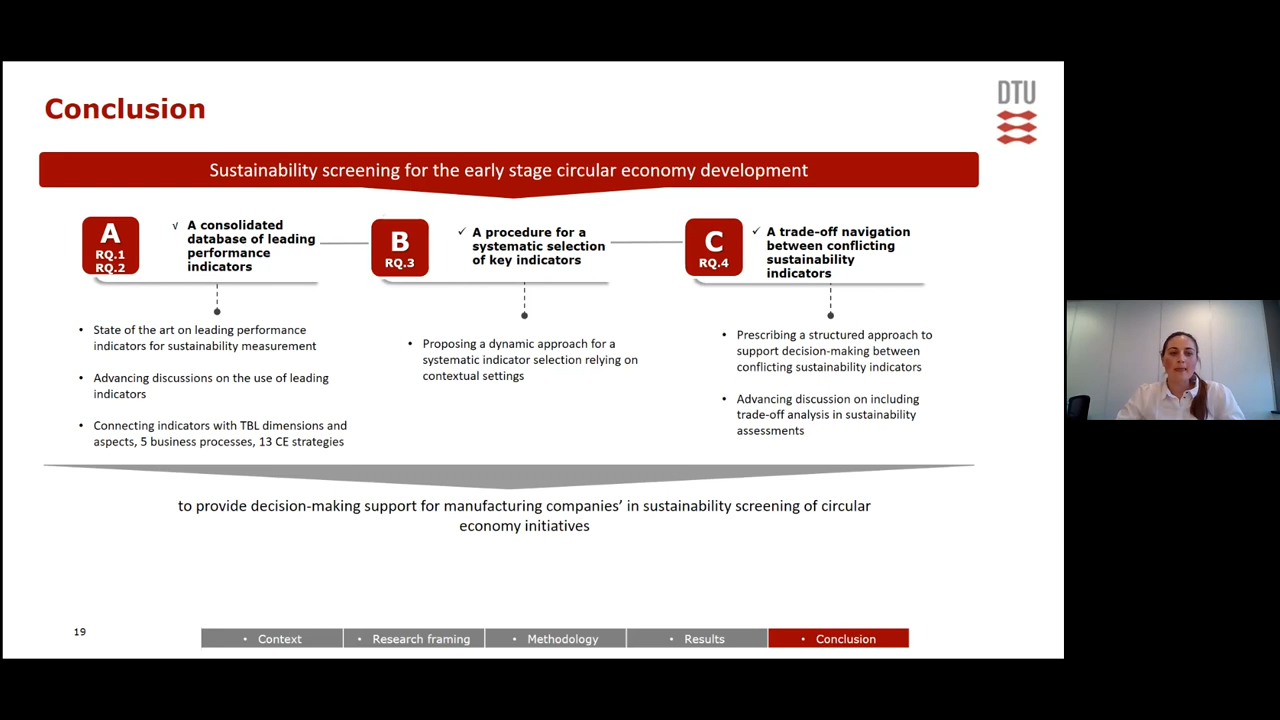 Conclusion
DTU
Sustainability screening for the early stage circular economy development
A
RQ.1
RQ.2
√ A consolidated
database of leading
performance
indicators
B
RQ.3
✓ A procedure for a
systematic selection
of key indicators
C
RQ.4
✓ A trade-off navigation
between conflicting
sustainability
indicators
• State of the art on leading performance
indicators for sustainability measurement
• Advancing discussions on the use of leading
indicators
• Connecting indicators with TBL dimensions and
aspects, 5 business processes, 13 CE strategies
• Proposing a dynamic approach for a
systematic indicator selection relying on
contextual settings
• Prescribing a structured approach to
support decision-making between
conflicting sustainability indicators
• Advancing discussion on including
trade-off analysis in sustainability
assessments
to provide decision-making support for manufacturing companies’ in sustainability screening of circular
economy initiatives
19
• Context
• Research framing
• Methodology
• Results
• Conclusion